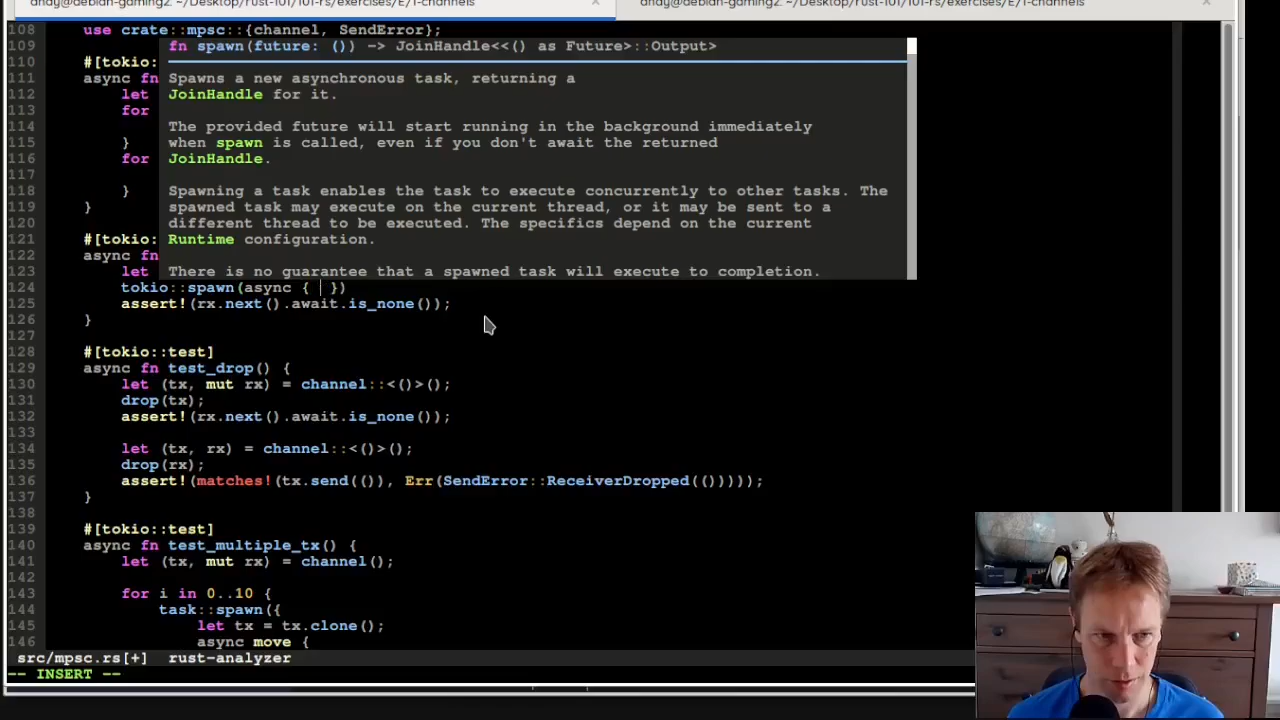 andy@debian-gaming2: ~/Desktop/rust-101/101-rs/exercises/E/1-channels × andy@debian-gaming2: ~/Desktop/rust-101/101-rs/exercises/E/1-channels ×
108     use crate::mpsc::{channel, SendError};
109 fn spawn(future: ()) -> JoinHandle<<() as Future>::Output>
110     #[tokio:
111     async fn Spawns a new asynchronous task, returning a
112         let JoinHandle for it.
113         for
114 The provided future will start running in the background immediately
115         } when spawn is called, even if you don't await the returned
116         for JoinHandle.
117
118         } Spawning a task enables the task to execute concurrently to other tasks. The
119     } spawned task may execute on the current thread, or it may be sent to a
120 different thread to be executed. The specifics depend on the current
121     #[tokio: Runtime configuration.
122     async fn
123         let There is no guarantee that a spawned task will execute to completion.
124         tokio::spawn(async { | })
125         assert!(rx.next().await.is_none());
126     }
127
128     #[tokio::test]
129     async fn test_drop() {
130         let (tx, mut rx) = channel::<()>();
131         drop(tx);
132         assert!(rx.next().await.is_none());
133
134         let (tx, rx) = channel::<()>();
135         drop(rx);
136         assert!(matches!(tx.send(()), Err(SendError::ReceiverDropped(()))));
137     }
138
139     #[tokio::test]
140     async fn test_multiple_tx() {
141         let (tx, mut rx) = channel();
142
143         for i in 0..10 {
144             task::spawn({
145                 let tx = tx.clone();
146                 async move {
src/mpsc.rs[+]  rust-analyzer
-- INSERT --